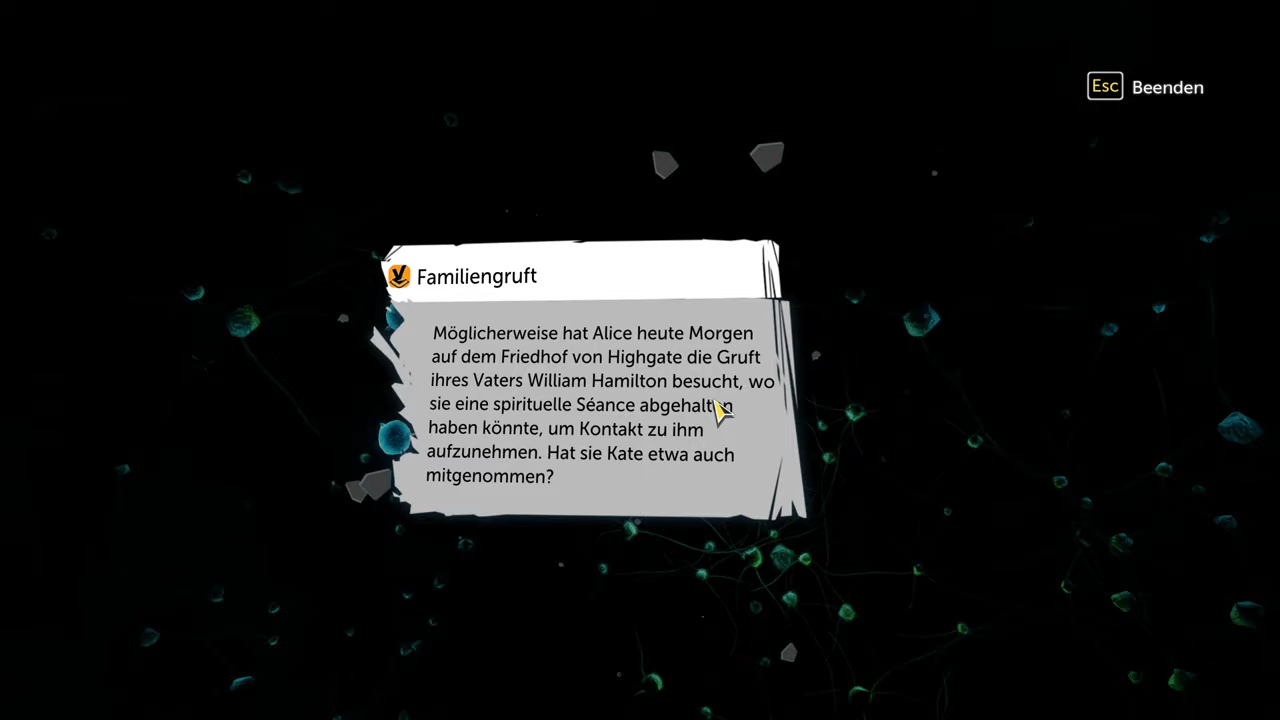 Esc Beenden
Familiengruft
Möglicherweise hat Alice heute Morgen
auf dem Friedhof von Highgate die Gruft
ihres Vaters William Hamilton besucht, wo
sie eine spirituelle Séance abgehalten
haben könnte, um Kontakt zu ihm
aufzunehmen. Hat sie Kate etwa auch
mitgenommen?